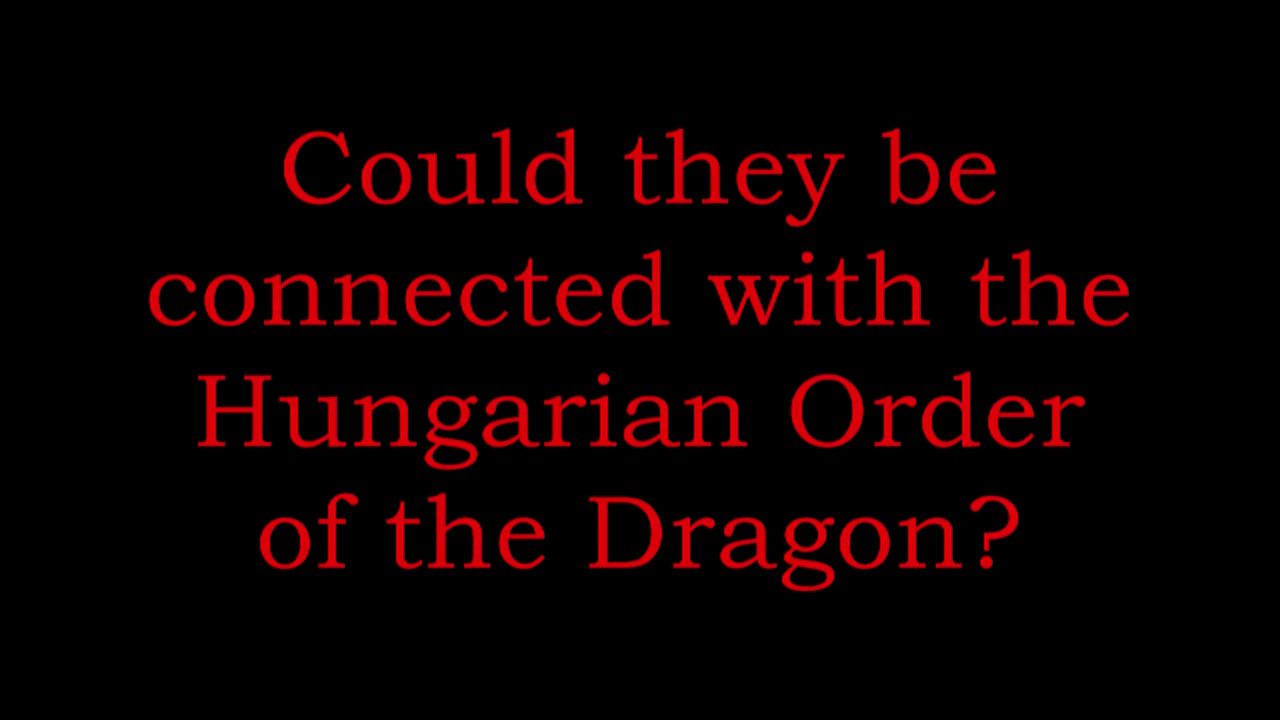 Could they be
connected with the
Hungarian Order
of the Dragon?